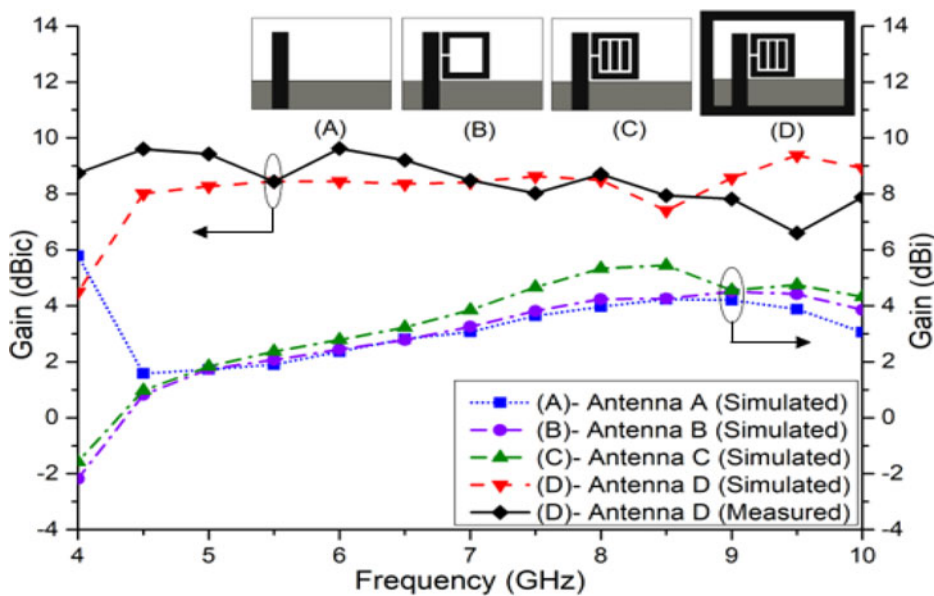 14
12
10
8
6
4
2
0
-2
-4
Gain (dBic)
(A)
(B)
(C)
(D)
14
12
10
8
6
4
2
0
-2
-4
Gain (dBi)
(A)- Antenna A (Simulated)
(B)- Antenna B (Simulated)
(C)- Antenna C (Simulated)
(D)- Antenna D (Simulated)
(D)- Antenna D (Measured)
4 5 6 7 8 9 10
Frequency (GHz)